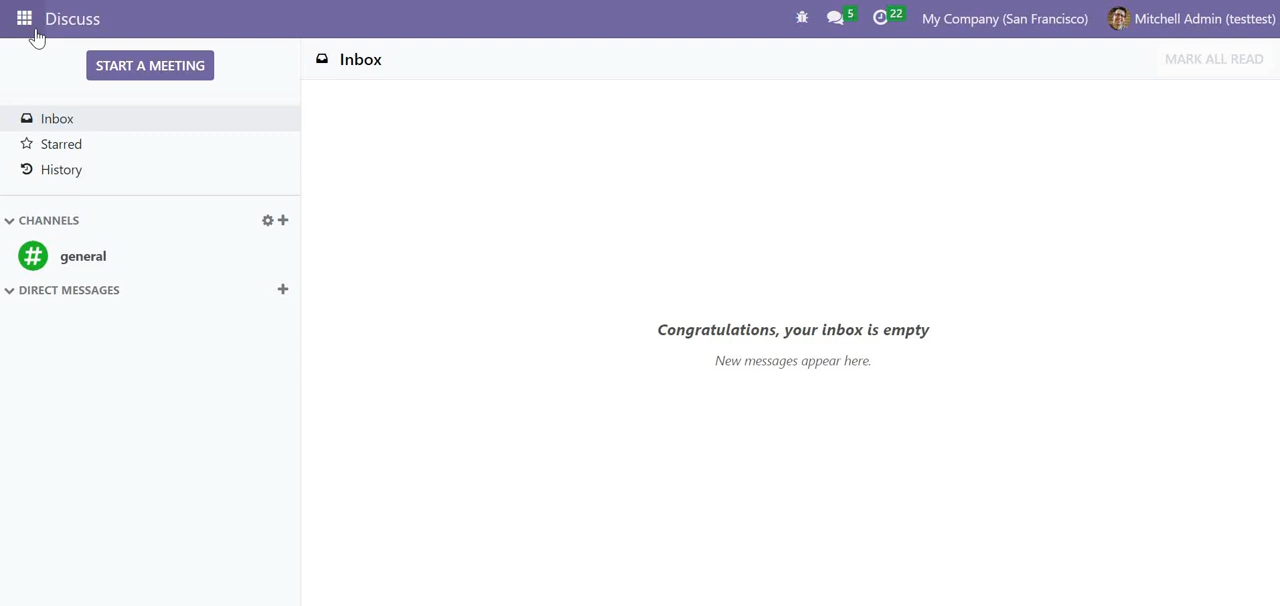 Discuss
5
22
My Company (San Francisco)
Mitchell Admin (testtest)
START A MEETING
Inbox
MARK ALL READ
Inbox
Starred
History
CHANNELS
general
DIRECT MESSAGES
Congratulations, your inbox is empty
New messages appear here.